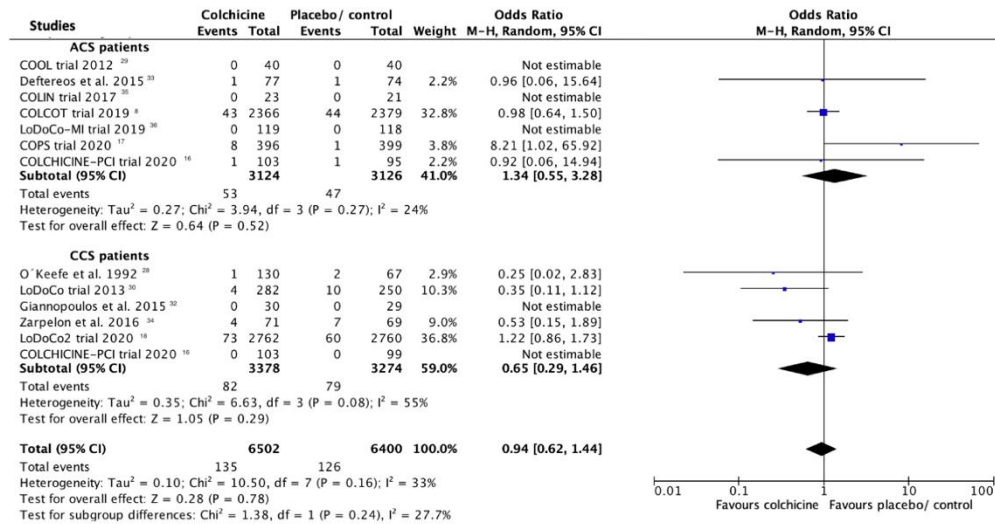 Studies Colchicine Placebo/ control Odds Ratio Odds Ratio
Events Total Events Total Weight M-H, Random, 95% CI M-H, Random, 95% CI
ACS patients
COOL trial 2012 29 0 40 0 40 Not estimable
Deftereos et al. 2015 33 1 77 1 74 2.2% 0.96 [0.06, 15.64]
COLIN trial 2017 35 0 23 0 21 Not estimable
COLCOT trial 2019 8 43 2366 44 2379 32.8% 0.98 [0.64, 1.50]
LoDoCo-MI trial 2019 36 0 119 0 118 Not estimable
COPS trial 2020 17 8 396 1 399 3.8% 8.21 [1.02, 65.92]
COLCHICINE-PCI trial 2020 16 1 103 1 95 2.2% 0.92 [0.06, 14.94]
Subtotal (95% CI) 3124 3126 41.0% 1.34 [0.55, 3.28]
Total events 53 47
Heterogeneity: Tau² = 0.27; Chi² = 3.94, df = 3 (P = 0.27); I² = 24%
Test for overall effect: Z = 0.64 (P = 0.52)
CCS patients
O´Keefe et al. 1992 28 1 130 2 67 2.9% 0.25 [0.02, 2.83]
LoDoCo trial 2013 30 4 282 10 250 10.3% 0.35 [0.11, 1.12]
Giannopoulos et al. 2015 32 0 30 0 29 Not estimable
Zarpelon et al. 2016 34 4 71 7 69 9.0% 0.53 [0.15, 1.89]
LoDoCo2 trial 2020 18 73 2762 60 2760 36.8% 1.22 [0.86, 1.73]
COLCHICINE-PCI trial 2020 16 0 103 0 99 Not estimable
Subtotal (95% CI) 3378 3274 59.0% 0.65 [0.29, 1.46]
Total events 82 79
Heterogeneity: Tau² = 0.35; Chi² = 6.63, df = 3 (P = 0.08); I² = 55%
Test for overall effect: Z = 1.05 (P = 0.29)
Total (95% CI) 6502 6400 100.0% 0.94 [0.62, 1.44]
Total events 135 126
Heterogeneity: Tau² = 0.10; Chi² = 10.50, df = 7 (P = 0.16); I² = 33%
Test for overall effect: Z = 0.28 (P = 0.78)
Test for subgroup differences: Chi² = 1.38, df = 1 (P = 0.24), I² = 27.7%
0.01 0.1 1 10 100
Favours colchicine Favours placebo/ control